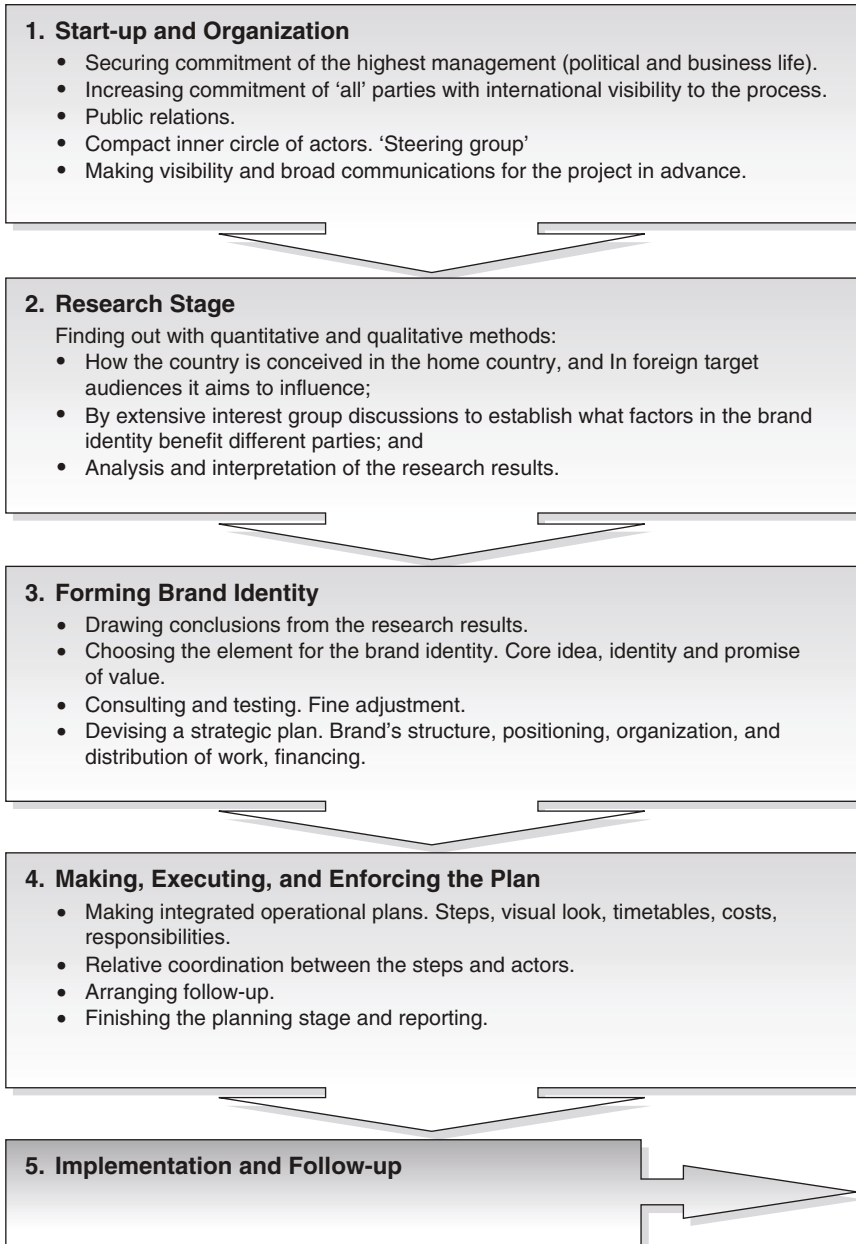 1. Start-up and Organization
• Securing commitment of the highest management (political and business life).
• Increasing commitment of ‘all’ parties with international visibility to the process.
• Public relations.
• Compact inner circle of actors. ‘Steering group’
• Making visibility and broad communications for the project in advance.
2. Research Stage
Finding out with quantitative and qualitative methods:
• How the country is conceived in the home country, and In foreign target
audiences it aims to influence;
• By extensive interest group discussions to establish what factors in the brand
identity benefit different parties; and
• Analysis and interpretation of the research results.
3. Forming Brand Identity
• Drawing conclusions from the research results.
• Choosing the element for the brand identity. Core idea, identity and promise
of value.
• Consulting and testing. Fine adjustment.
• Devising a strategic plan. Brand’s structure, positioning, organization, and
distribution of work, financing.
4. Making, Executing, and Enforcing the Plan
• Making integrated operational plans. Steps, visual look, timetables, costs,
responsibilities.
• Relative coordination between the steps and actors.
• Arranging follow-up.
• Finishing the planning stage and reporting.
5. Implementation and Follow-up